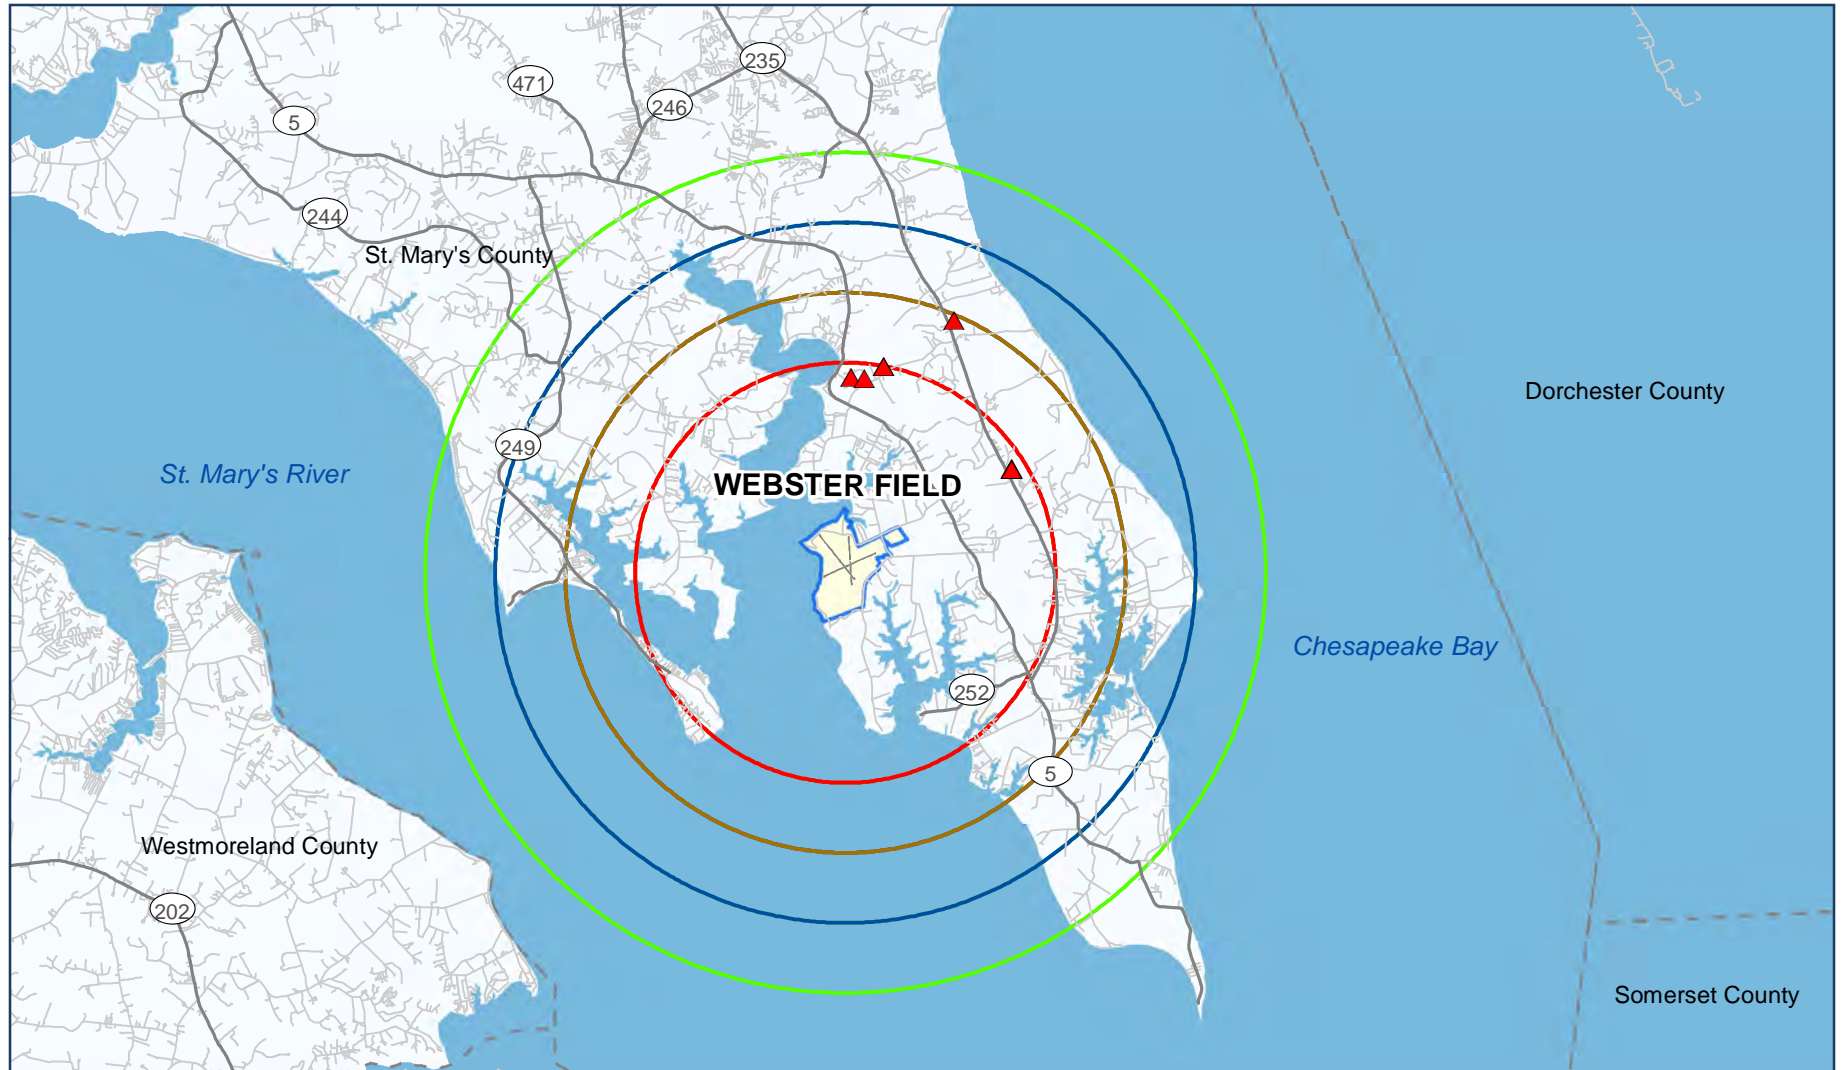 235
471
246
5
244
St. Mary's County
Dorchester County
249
St. Mary's River
WEBSTER FIELD
Chesapeake Bay
252
5
Westmoreland County
202
Somerset County